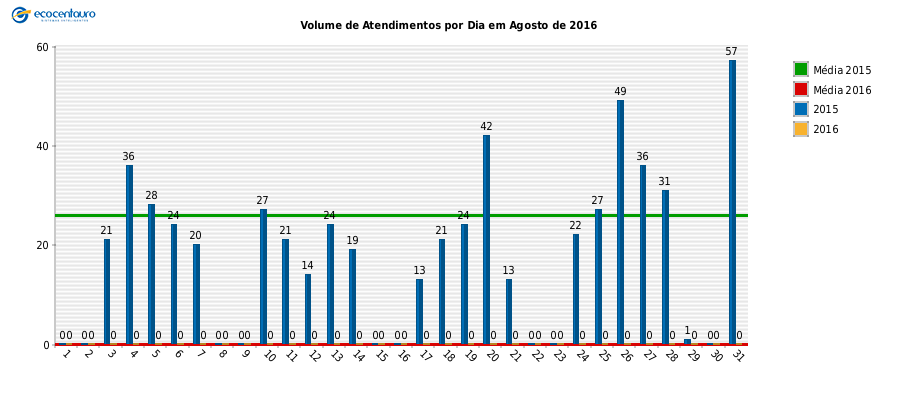 ecocentauro
Volume de Atendimentos por Dia em Agosto de 2016
60
40
20
0
0 0 0 0 21 0 36 0 28 0 24 0 20 0 0 0 0 0 27 0 21 0 14 0 24 0 19 0 0 0 0 0 13 0 21 0 24 0 42 0 13 0 0 0 0 0 22 0 27 0 49 0 36 0 31 0 1 0 0 0 57 0
1 2 3 4 5 6 7 8 9 10 11 12 13 14 15 16 17 18 19 20 21 22 23 24 25 26 27 28 29 30 31
Média 2015
Média 2016
2015
2016